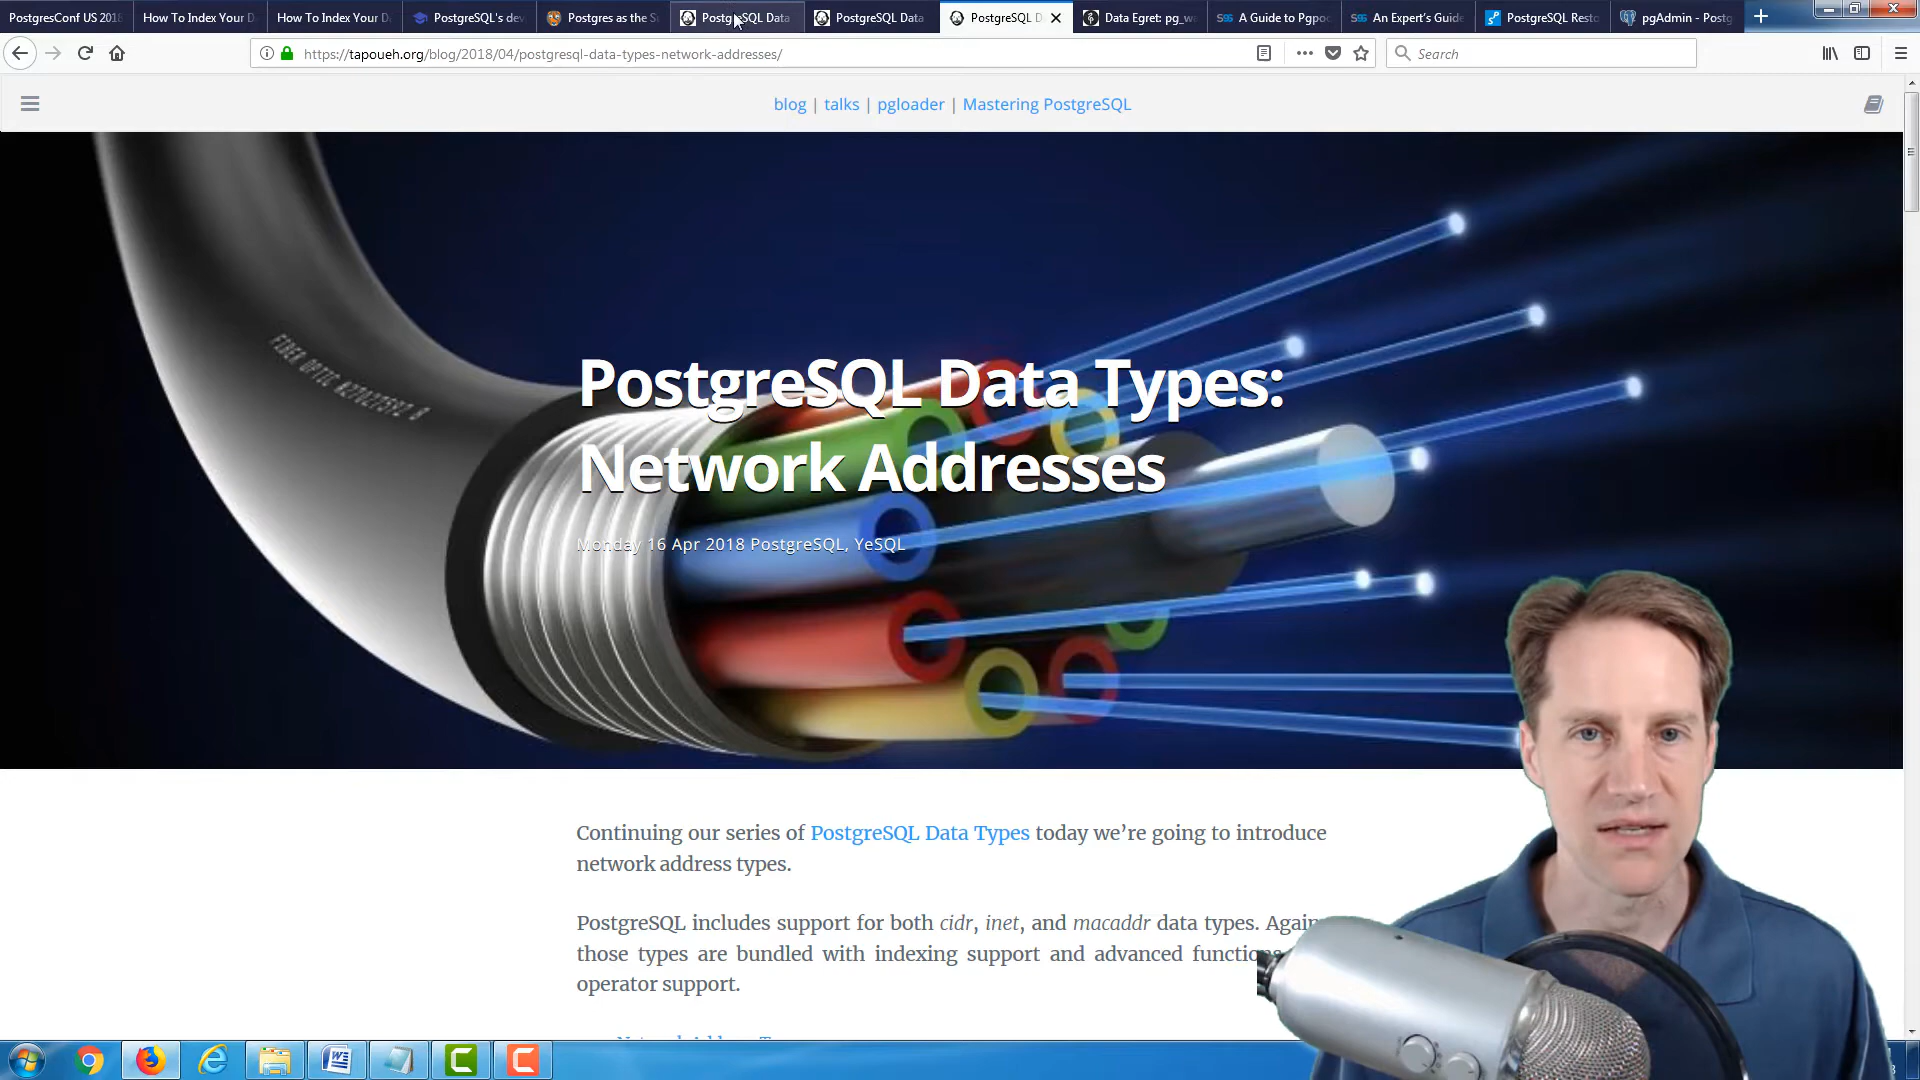 PostgresConf US 2018
How To Index Your D
How To Index Your D
PostgreSQL's dev
Postgres as the S
PostgreSQL Data
PostgreSQL Data
PostgreSQL D
Data Egret: pg_w
A Guide to Pgpo
An Expert's Guide
PostgreSQL Resto
pgAdmin - Postg
https://tapoueh.org/blog/2018/04/postgresql-data-types-network-addresses/
Search
blog | talks | pgloader | Mastering PostgreSQL
PostgreSQL Data Types:
Network Addresses
Monday 16 Apr 2018 PostgreSQL, YeSQL
Continuing our series of PostgreSQL Data Types today we're going to introduce
network address types.
PostgreSQL includes support for both cidr, inet, and macaddr data types. Again
those types are bundled with indexing support and advanced functions
operator support.